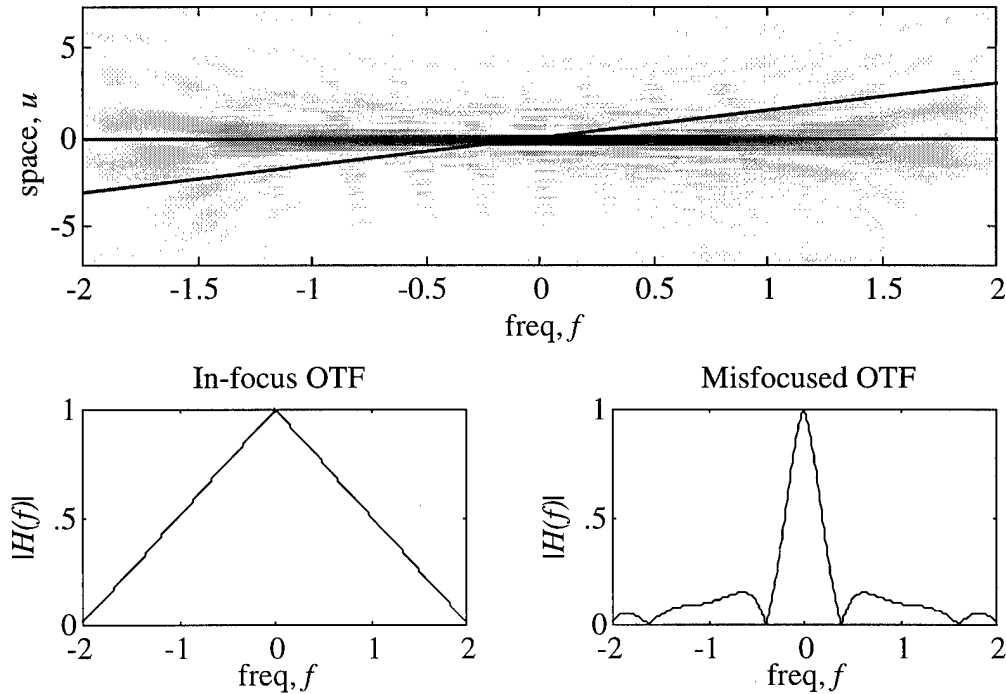 5
0
-5
space, u
-2 -1.5 -1 -0.5 0 0.5 1 1.5 2
freq, f
In-focus OTF
1
.5
0
|H(f)|
-2 -1 0 1 2
freq, f
Misfocused OTF
1
.5
0
|H(f)|
-2 -1 0 1 2
freq, f